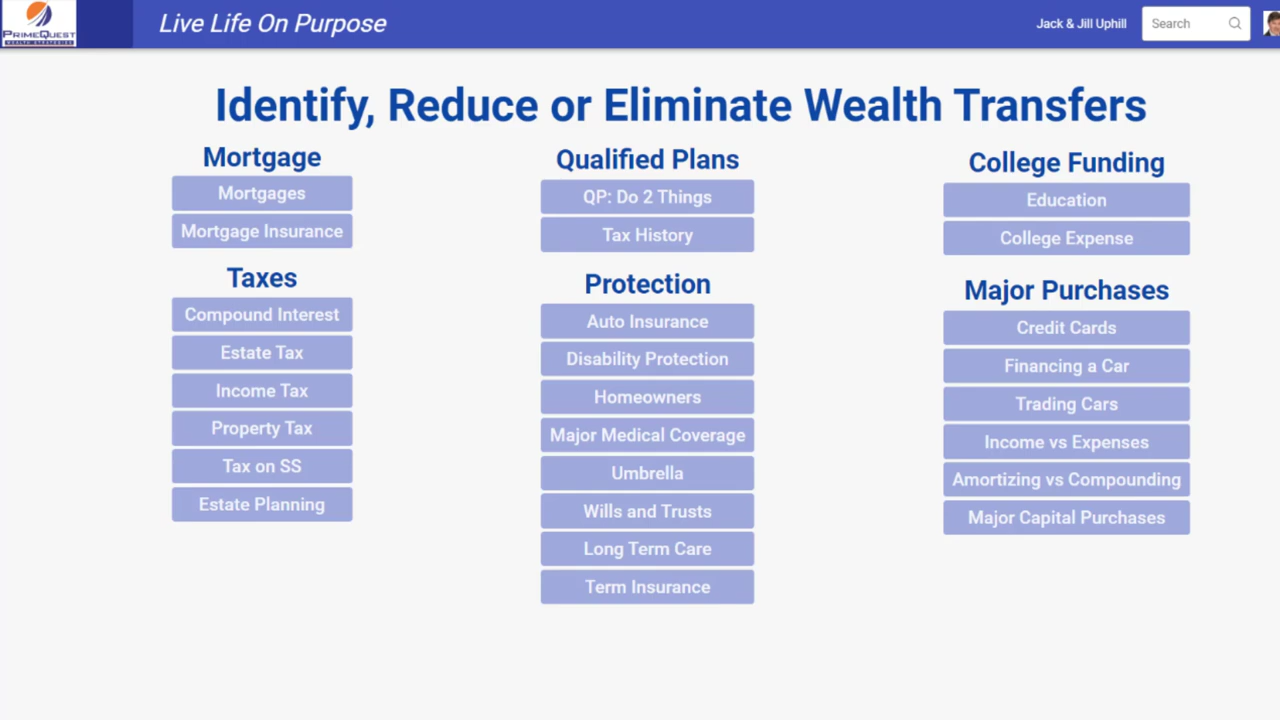 PRIMEQUEST
WEALTH STRATEGIES
Live Life On Purpose
Jack & Jill Uphill
Search
Identify, Reduce or Eliminate Wealth Transfers
Mortgage
Mortgages
Mortgage Insurance
Taxes
Compound Interest
Estate Tax
Income Tax
Property Tax
Tax on SS
Estate Planning
Qualified Plans
QP: Do 2 Things
Tax History
Protection
Auto Insurance
Disability Protection
Homeowners
Major Medical Coverage
Umbrella
Wills and Trusts
Long Term Care
Term Insurance
College Funding
Education
College Expense
Major Purchases
Credit Cards
Financing a Car
Trading Cars
Income vs Expenses
Amortizing vs Compounding
Major Capital Purchases